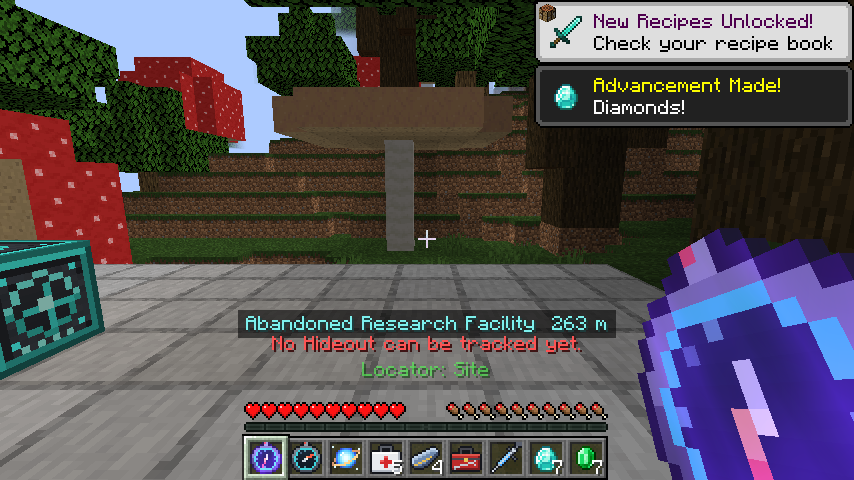 New Recipes Unlocked!
Check your recipe book
Advancement Made!
Diamonds!
Abandoned Research Facility 263 m
No Hideout can be tracked yet.
Locator: Site
5
4
7
7